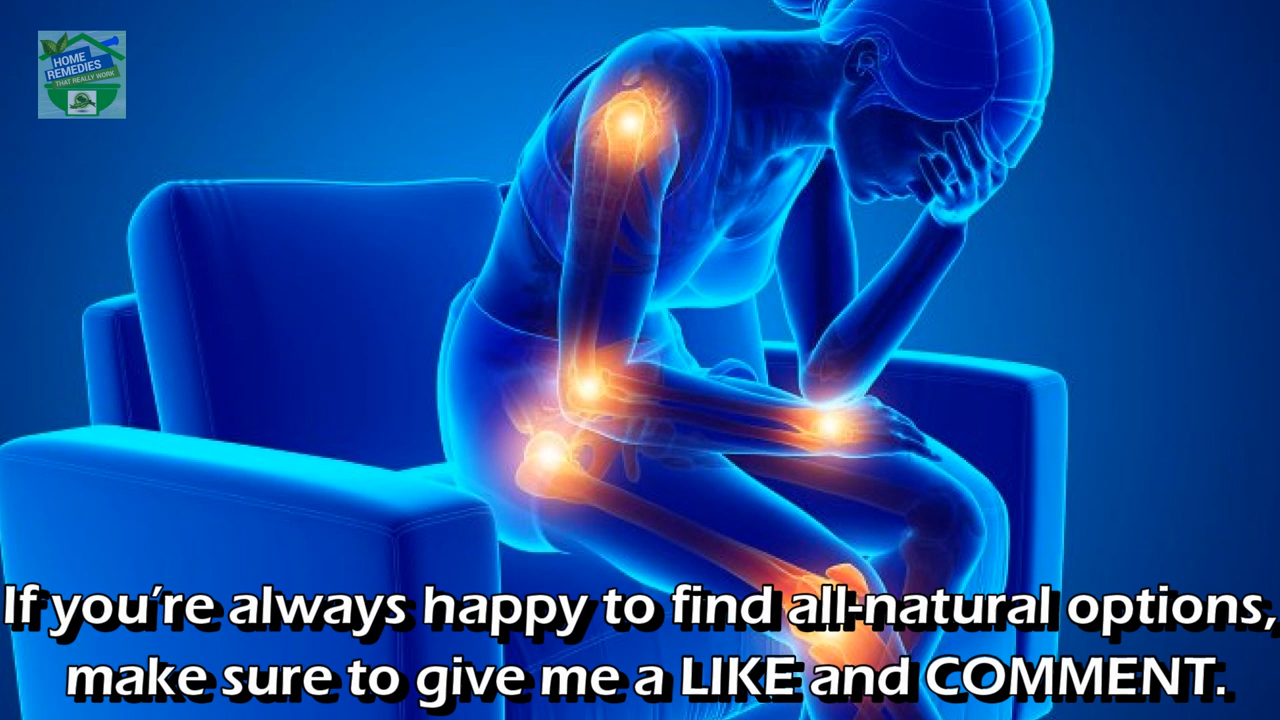 HOME
REMEDIES
THAT REALLY WORK
If you're always happy to find all-natural options,
make sure to give me a LIKE and COMMENT.